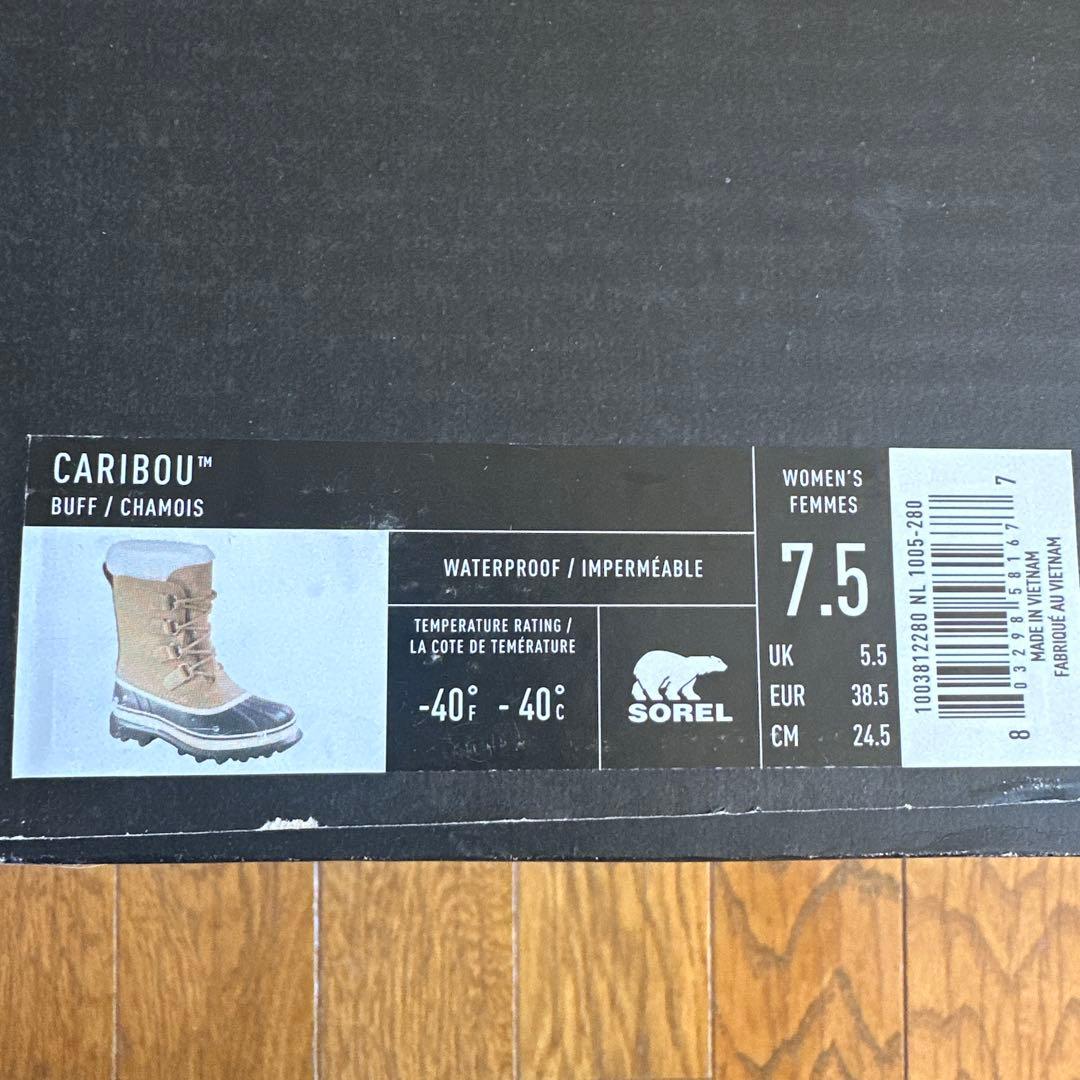 CARIBOU™
BUFF / CHAMOIS
WATERPROOF / IMPERMÉABLE
TEMPERATURE RATING /
LA COTE DE TEMÉRATURE
-40°F - 40°C
SOREL
WOMEN'S
FEMMES
7.5
UK 5.5
EUR 38.5
CM 24.5
1003812280 NL 1005-280
8 03298 58167 7
MADE IN VIETNAM
FABRIQUÉ AU VIETNAM